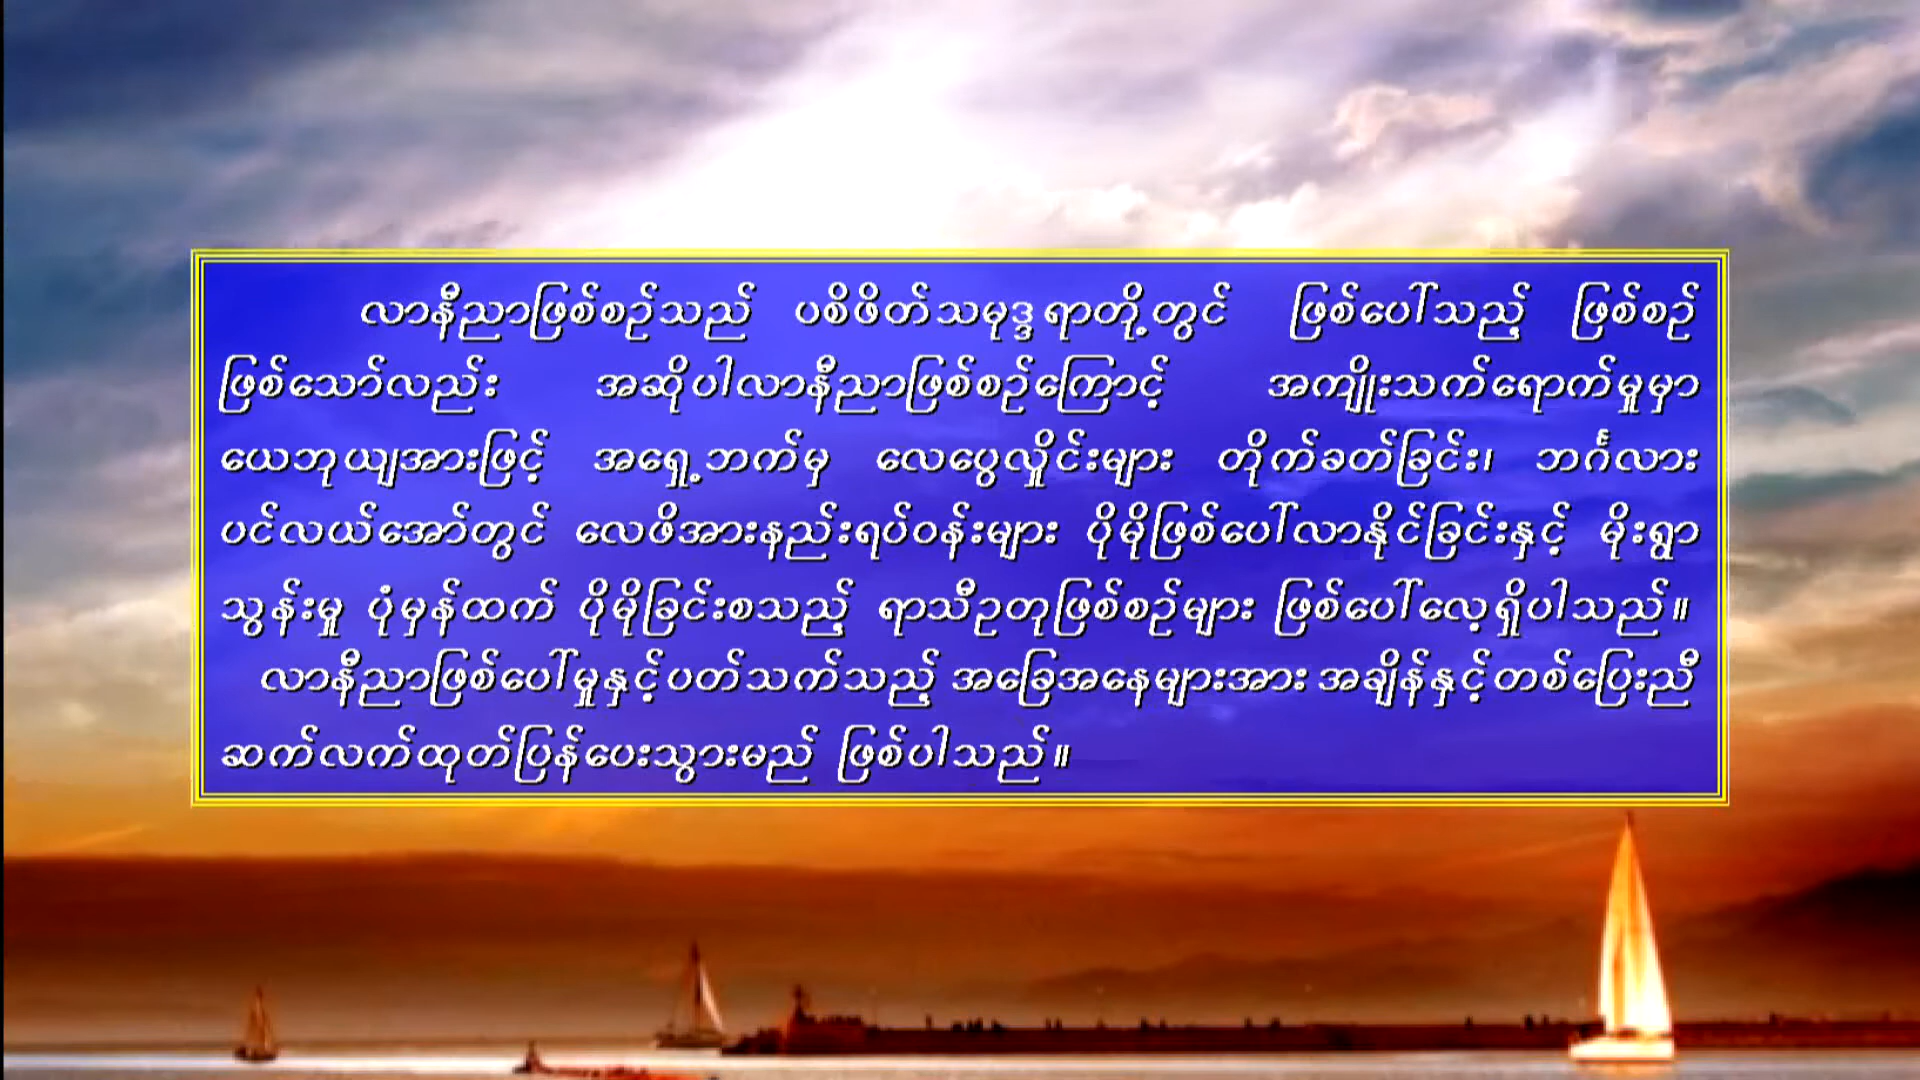 လာနီညာဖြစ်စဉ်သည် ပစိဖိတ်သမုဒ္ဒရာတို့တွင် ဖြစ်ပေါ်သည့် ဖြစ်စဉ်
ဖြစ်သော်လည်း အဆိုပါလာနီညာဖြစ်စဉ်ကြောင့် အကျိုးသက်ရောက်မှုမှာ
ယေဘုယျအားဖြင့် အရှေ့ဘက်မှ လေပွေလှိုင်းများ တိုက်ခတ်ခြင်း၊ ဘင်္ဂလား
ပင်လယ်အော်တွင် လေဖိအားနည်းရပ်ဝန်းများ ပိုမိုဖြစ်ပေါ်လာနိုင်ခြင်းနှင့် မိုးရွာ
သွန်းမှု ပုံမှန်ထက် ပိုမိုခြင်းစသည့် ရာသီဥတုဖြစ်စဉ်များ ဖြစ်ပေါ်လေ့ရှိပါသည်။
လာနီညာဖြစ်ပေါ်မှုနှင့်ပတ်သက်သည့် အခြေအနေများအား အချိန်နှင့်တစ်ပြေးညီ
ဆက်လက်ထုတ်ပြန်ပေးသွားမည် ဖြစ်ပါသည်။